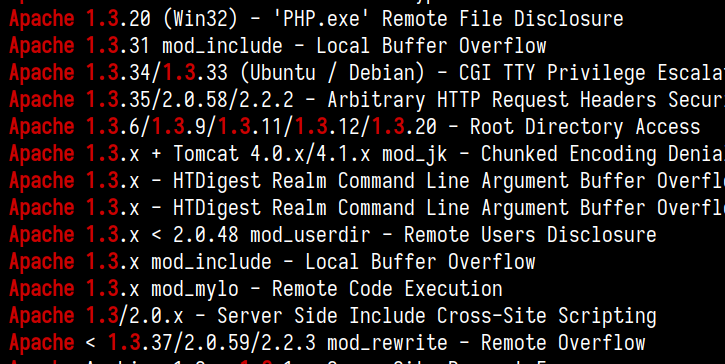 Apache 1.3.20 (Win32) - 'PHP.exe' Remote File Disclosure
Apache 1.3.31 mod_include - Local Buffer Overflow
Apache 1.3.34/1.3.33 (Ubuntu / Debian) - CGI TTY Privilege Escala
Apache 1.3.35/2.0.58/2.2.2 - Arbitrary HTTP Request Headers Secur
Apache 1.3.6/1.3.9/1.3.11/1.3.12/1.3.20 - Root Directory Access
Apache 1.3.x + Tomcat 4.0.x/4.1.x mod_jk - Chunked Encoding Denia
Apache 1.3.x - HTDigest Realm Command Line Argument Buffer Overfl
Apache 1.3.x - HTDigest Realm Command Line Argument Buffer Overfl
Apache 1.3.x < 2.0.48 mod_userdir - Remote Users Disclosure
Apache 1.3.x mod_include - Local Buffer Overflow
Apache 1.3.x mod_mylo - Remote Code Execution
Apache 1.3/2.0.x - Server Side Include Cross-Site Scripting
Apache < 1.3.37/2.0.59/2.2.3 mod_rewrite - Remote Overflow